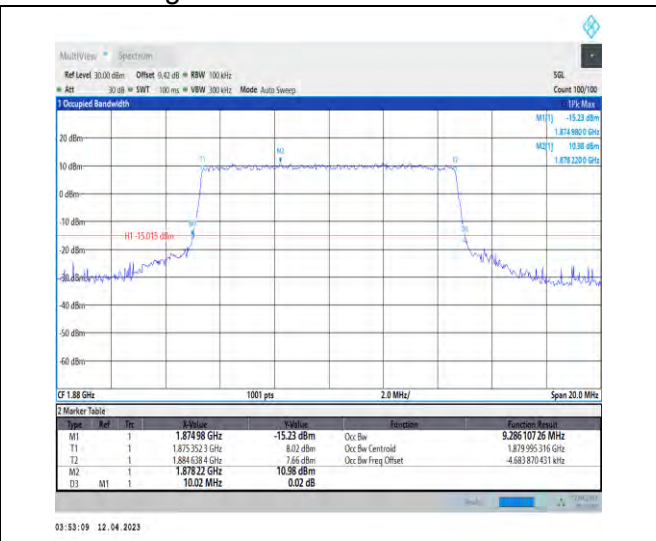 MultiView Spectrum
Ref Level 30.00 dBm Offset 9.42 dB RBW 100 kHz SGL
Att 30 dB SWT 100 ms VBW 300 kHz Mode Auto Sweep Count 100/100
1 Occupied Bandwidth 1Pk Max
M1[1] -15.23 dBm
1.874 980 0 GHz
M2[1] 10.98 dBm
1.878 220 0 GHz
20 dBm
M2
T1 T2
10 dBm
0 dBm
-10 dBm
M1
H1 -15.015 dBm
D3
-20 dBm
-30 dBm
-40 dBm
-50 dBm
-60 dBm
CF 1.88 GHz 1001 pts 2.0 MHz/ Span 20.0 MHz
2 Marker Table
Type Ref Trc X-Value Y-Value Function Function Result
M1 1 1.874 98 GHz -15.23 dBm Occ Bw 9.286 107 26 MHz
T1 1 1.875 352 3 GHz 8.02 dBm Occ Bw Centroid 1.879 995 316 GHz
T2 1 1.884 638 4 GHz 7.66 dBm Occ Bw Freq Offset -4.683 870 431 kHz
M2 1 1.878 22 GHz 10.98 dBm
D3 M1 1 10.02 MHz 0.02 dB
03:53:09 12.04.2023